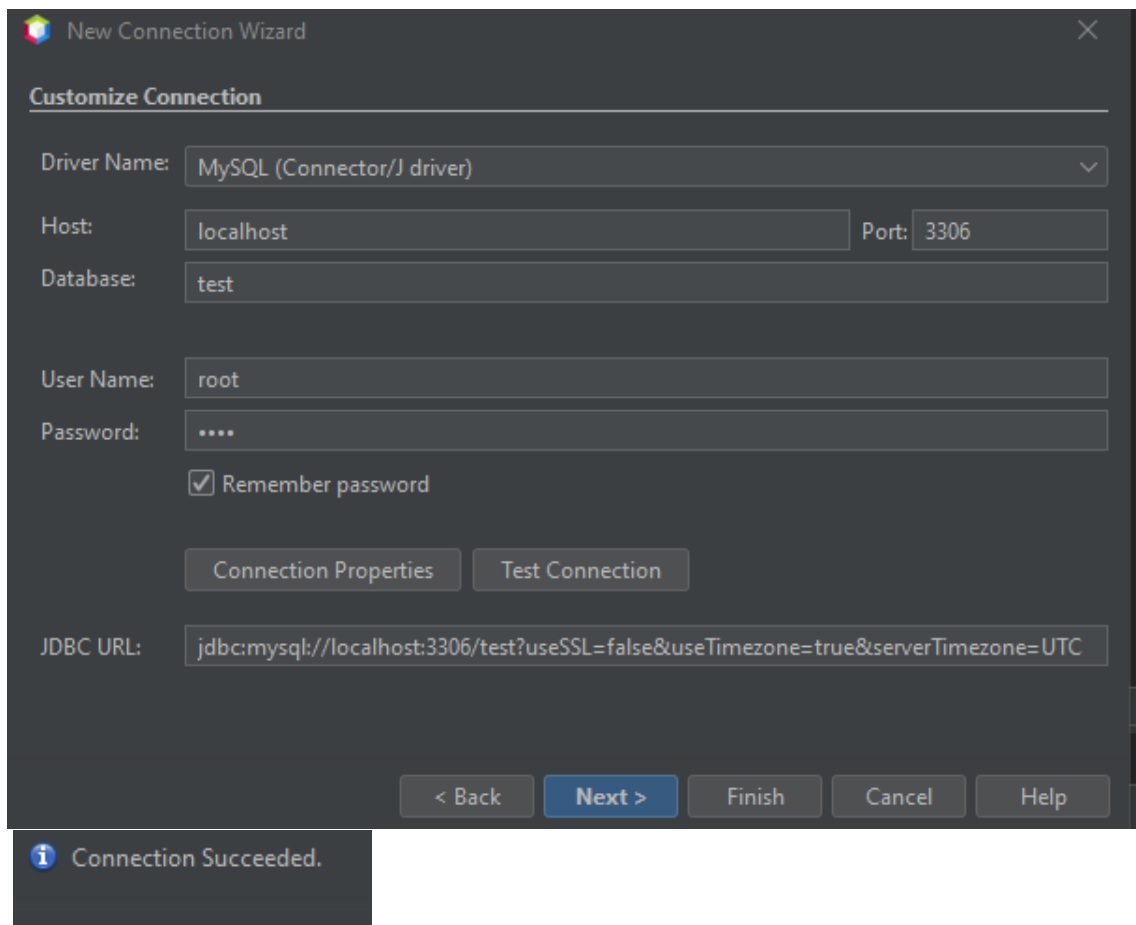 New Connection Wizard
Customize Connection
Driver Name: MySQL (Connector/J driver)
Host: localhost Port: 3306
Database: test
User Name: root
Password: ••••
Remember password
Connection Properties Test Connection
JDBC URL: jdbc:mysql://localhost:3306/test?useSSL=false&useTimezone=true&serverTimezone=UTC
< Back Next > Finish Cancel Help
Connection Succeeded.